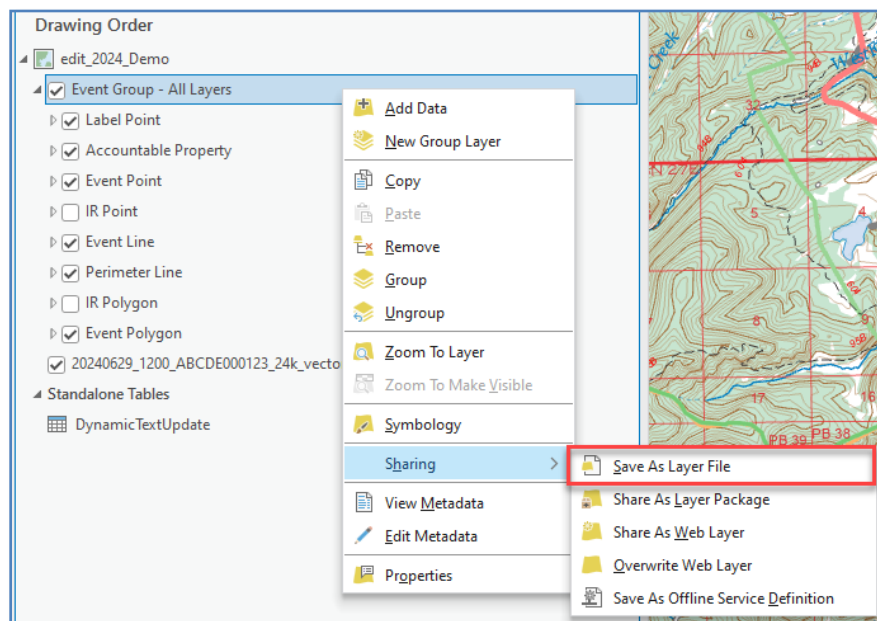 Drawing Order
edit_2024_Demo
Event Group - All Layers
Label Point
Accountable Property
Event Point
IR Point
Event Line
Perimeter Line
IR Polygon
Event Polygon
20240629_1200_ABCDE000123_24k_vecto
Standalone Tables
DynamicTextUpdate
Add Data
New Group Layer
Copy
Paste
Remove
Group
Ungroup
Zoom To Layer
Zoom To Make Visible
Symbology
Sharing
View Metadata
Edit Metadata
Properties
Save As Layer File
Share As Layer Package
Share As Web Layer
Overwrite Web Layer
Save As Offline Service Definition
Creek
32
94B
N 27E
5
4
8
9
95B
17
16
PB 39
PB 38